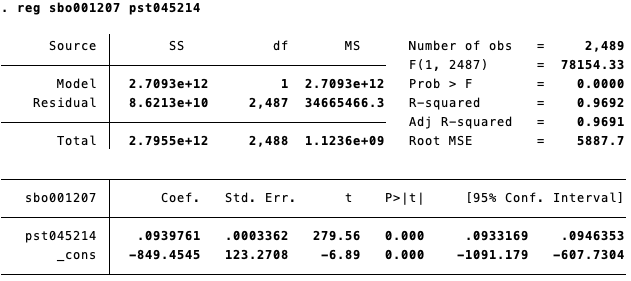 . reg sbo001207 pst045214
Source SS df MS Number of obs = 2,489
F(1, 2487) = 78154.33
Model 2.7093e+12 1 2.7093e+12 Prob > F = 0.0000
Residual 8.6213e+10 2,487 34665466.3 R-squared = 0.9692
Adj R-squared = 0.9691
Total 2.7955e+12 2,488 1.1236e+09 Root MSE = 5887.7
sbo001207 Coef. Std. Err. t P>|t| [95% Conf. Interval]
pst045214 .0939761 .0003362 279.56 0.000 .0933169 .0946353
_cons -849.4545 123.2708 -6.89 0.000 -1091.179 -607.7304